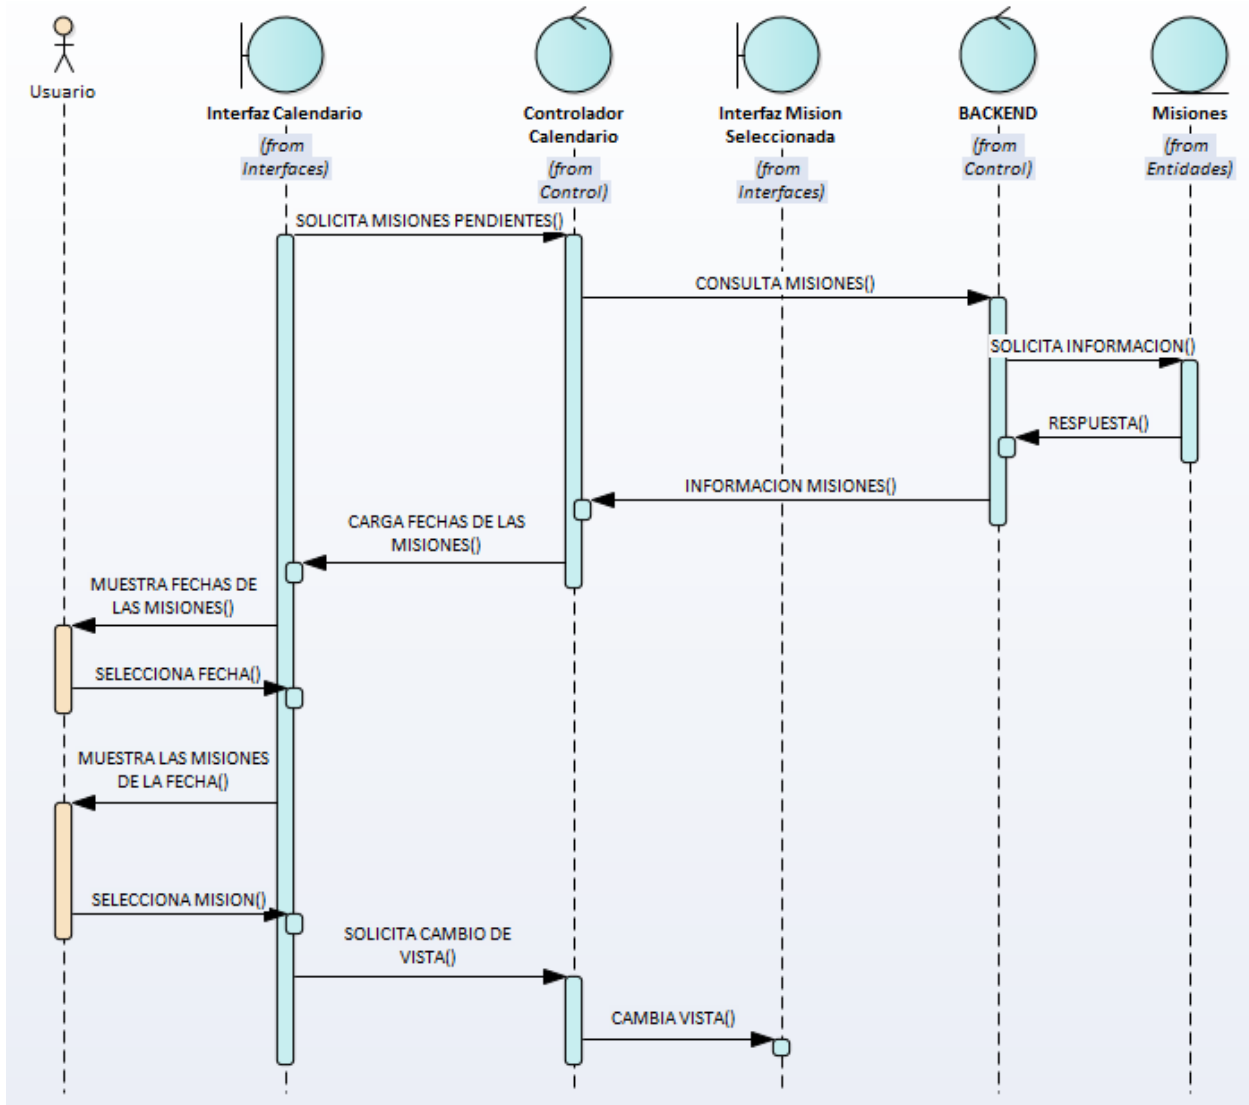 Usuario
Interfaz Calendario
(from
Interfaces)
Controlador
Calendario
(from
Control)
Interfaz Mision
Seleccionada
(from
Interfaces)
BACKEND
(from
Control)
Misiones
(from
Entidades)
SOLICITA MISIONES PENDIENTES()
CONSULTA MISIONES()
SOLICITA INFORMACION()
RESPUESTA()
INFORMACION MISIONES()
CARGA FECHAS DE LAS
MISIONES()
MUESTRA FECHAS DE
LAS MISIONES()
SELECCIONA FECHA()
MUESTRA LAS MISIONES
DE LA FECHA()
SELECCIONA MISION()
SOLICITA CAMBIO DE
VISTA()
CAMBIA VISTA()